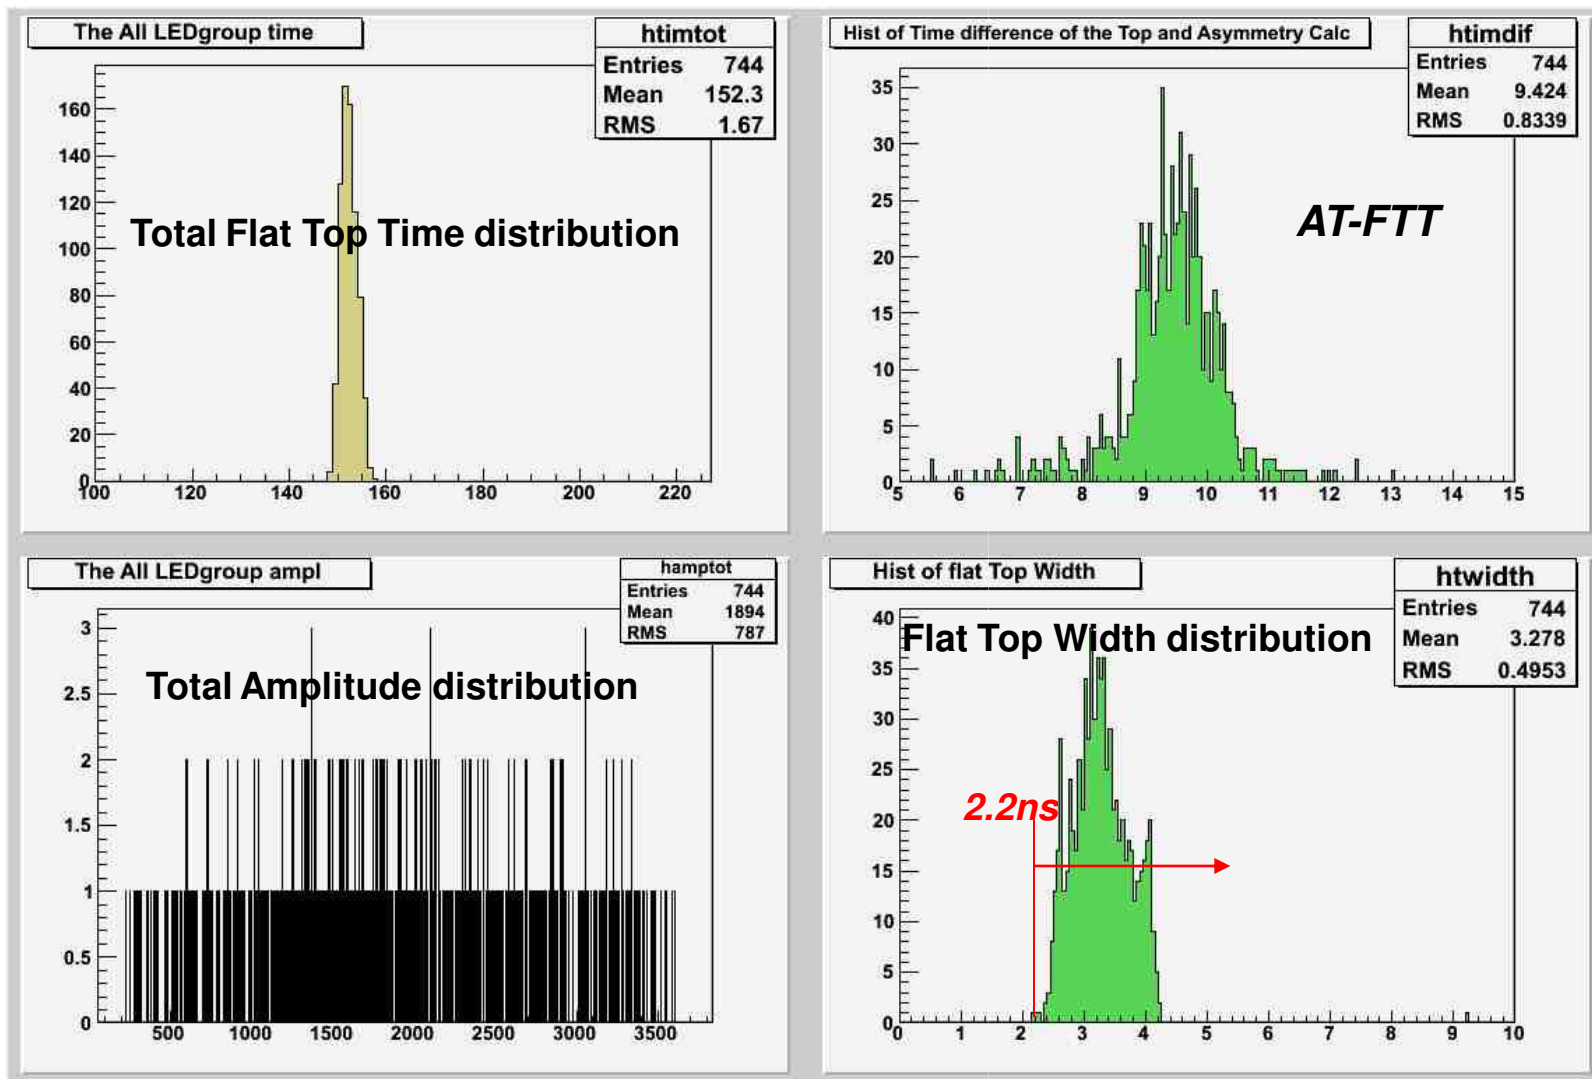 The All LEDgroup time
htimtot
Entries 744
Mean 152.3
RMS 1.67
160
140
120
100
80
60
40
20
0
100 120 140 160 180 200 220
Total Flat Top Time distribution
Hist of Time difference of the Top and Asymmetry Calc
htimdif
Entries 744
Mean 9.424
RMS 0.8339
35
30
25
20
15
10
5
0
5 6 7 8 9 10 11 12 13 14 15
AT-FTT
The All LEDgroup ampl
hamptot
Entries 744
Mean 1894
RMS 787
3
2.5
2
1.5
1
0.5
0
500 1000 1500 2000 2500 3000 3500
Total Amplitude distribution
Hist of flat Top Width
htwidth
Entries 744
Mean 3.278
RMS 0.4953
40
35
30
25
20
15
10
5
0
0 1 2 3 4 5 6 7 8 9 10
Flat Top Width distribution
2.2ns